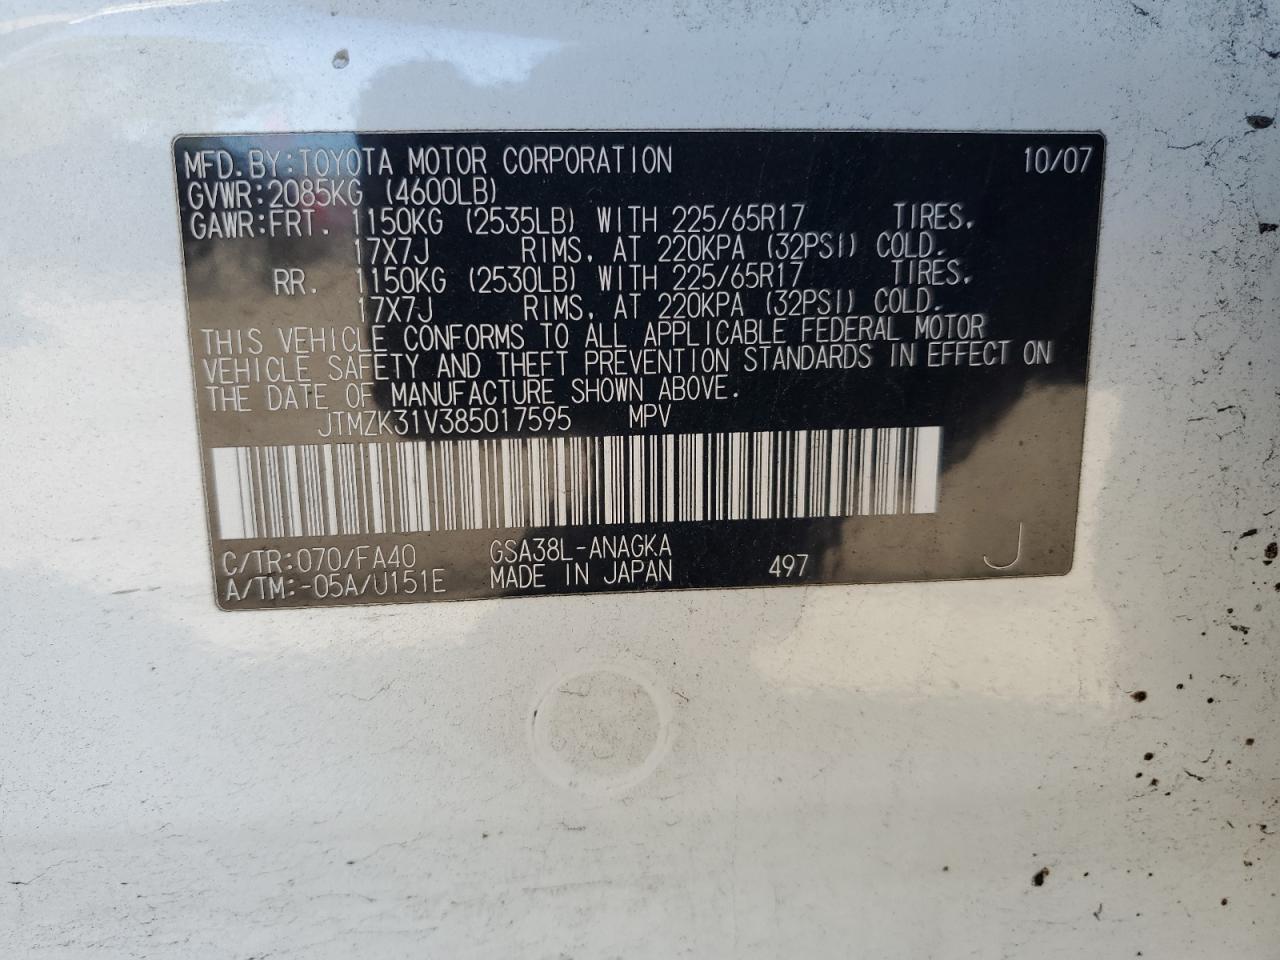 MFD.BY:TOYOTA MOTOR CORPORATION 10/07
GVWR:2085KG (4600LB)
GAWR:FRT. 1150KG (2535LB) WITH 225/65R17 TIRES,
17X7J RIMS, AT 220KPA (32PSI) COLD.
RR. 1150KG (2530LB) WITH 225/65R17 TIRES,
17X7J RIMS, AT 220KPA (32PSI) COLD.
THIS VEHICLE CONFORMS TO ALL APPLICABLE FEDERAL MOTOR
VEHICLE SAFETY AND THEFT PREVENTION STANDARDS IN EFFECT ON
THE DATE OF MANUFACTURE SHOWN ABOVE.
JTMZK31V385017595 MPV
C/TR:070/FA40 GSA38L-ANAGKA
A/TM:-05A/U151E MADE IN JAPAN 497 J